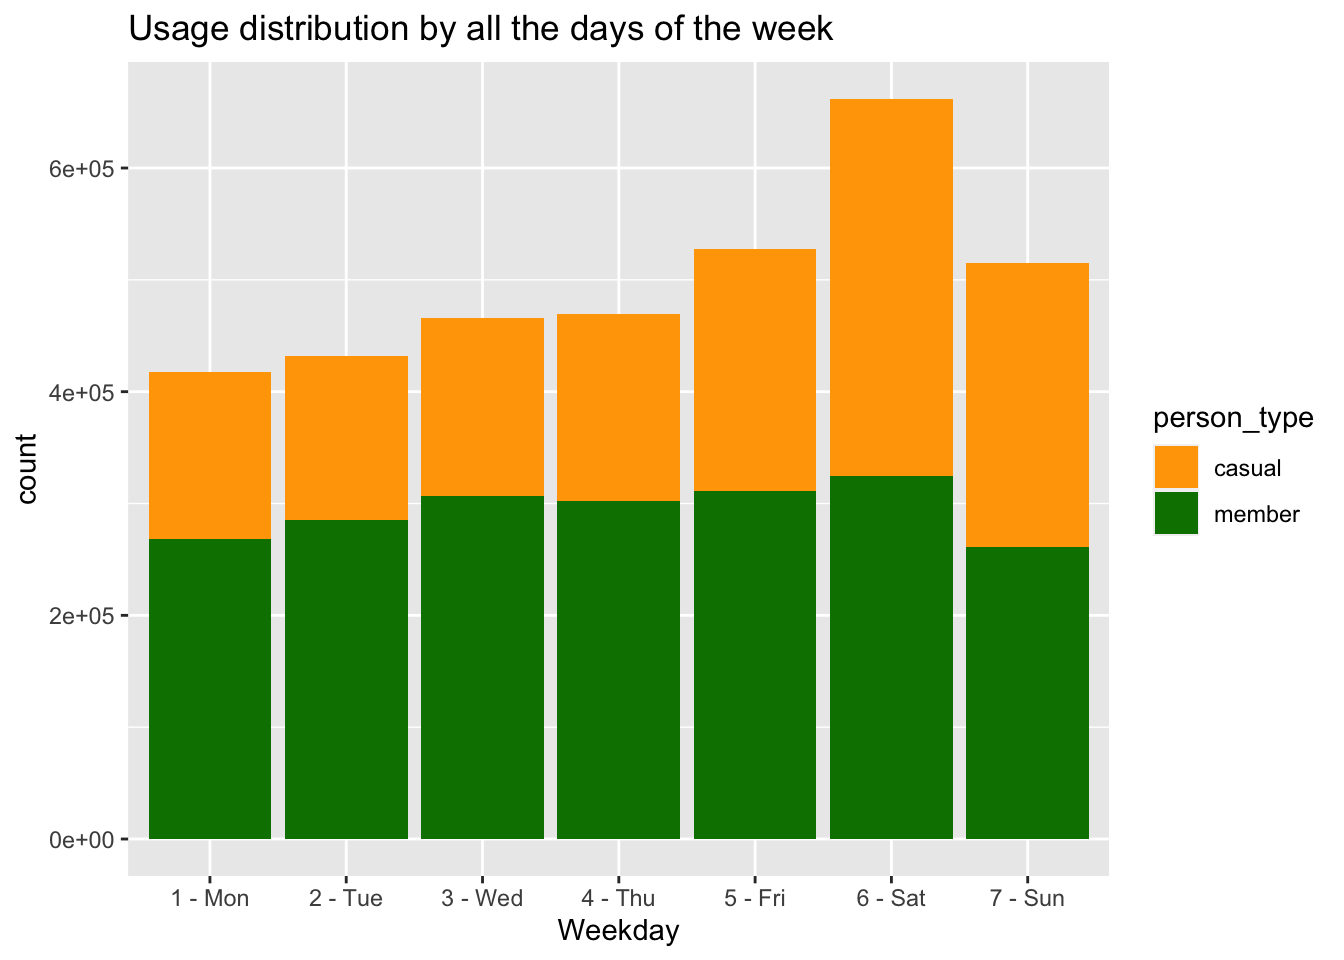 Usage distribution by all the days of the week
6e+05
4e+05
2e+05
0e+00
count
1 - Mon 2 - Tue 3 - Wed 4 - Thu 5 - Fri 6 - Sat 7 - Sun
Weekday
person_type
casual
member